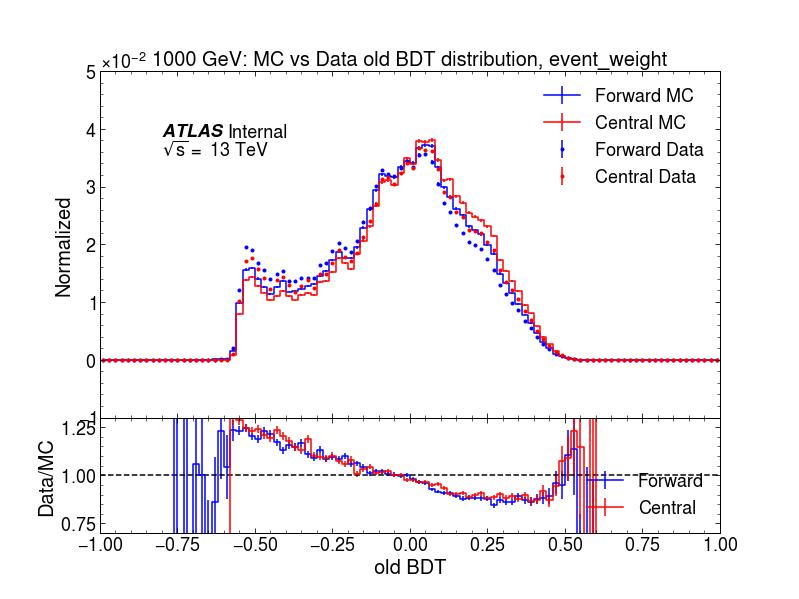 ×10⁻² 1000 GeV: MC vs Data old BDT distribution, event_weight
5
4
3
2
1
0
1
Normalized
ATLAS Internal
√s = 13 TeV
Forward MC
Central MC
Forward Data
Central Data
1.25
1.00
0.75
Data/MC
Forward
Central
−1.00 −0.75 −0.50 −0.25 0.00 0.25 0.50 0.75 1.00
old BDT